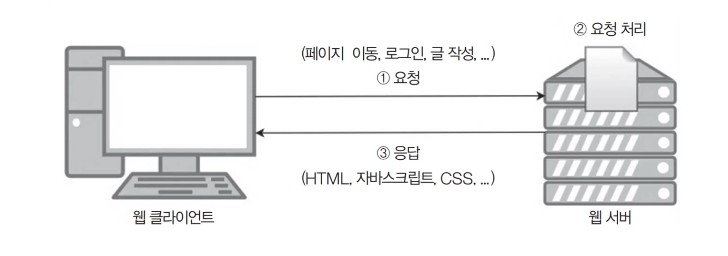 ② 요청 처리
(페이지 이동, 로그인, 글 작성, ...)
① 요청
③ 응답
(HTML, 자바스크립트, CSS, ...)
웹 클라이언트
웹 서버